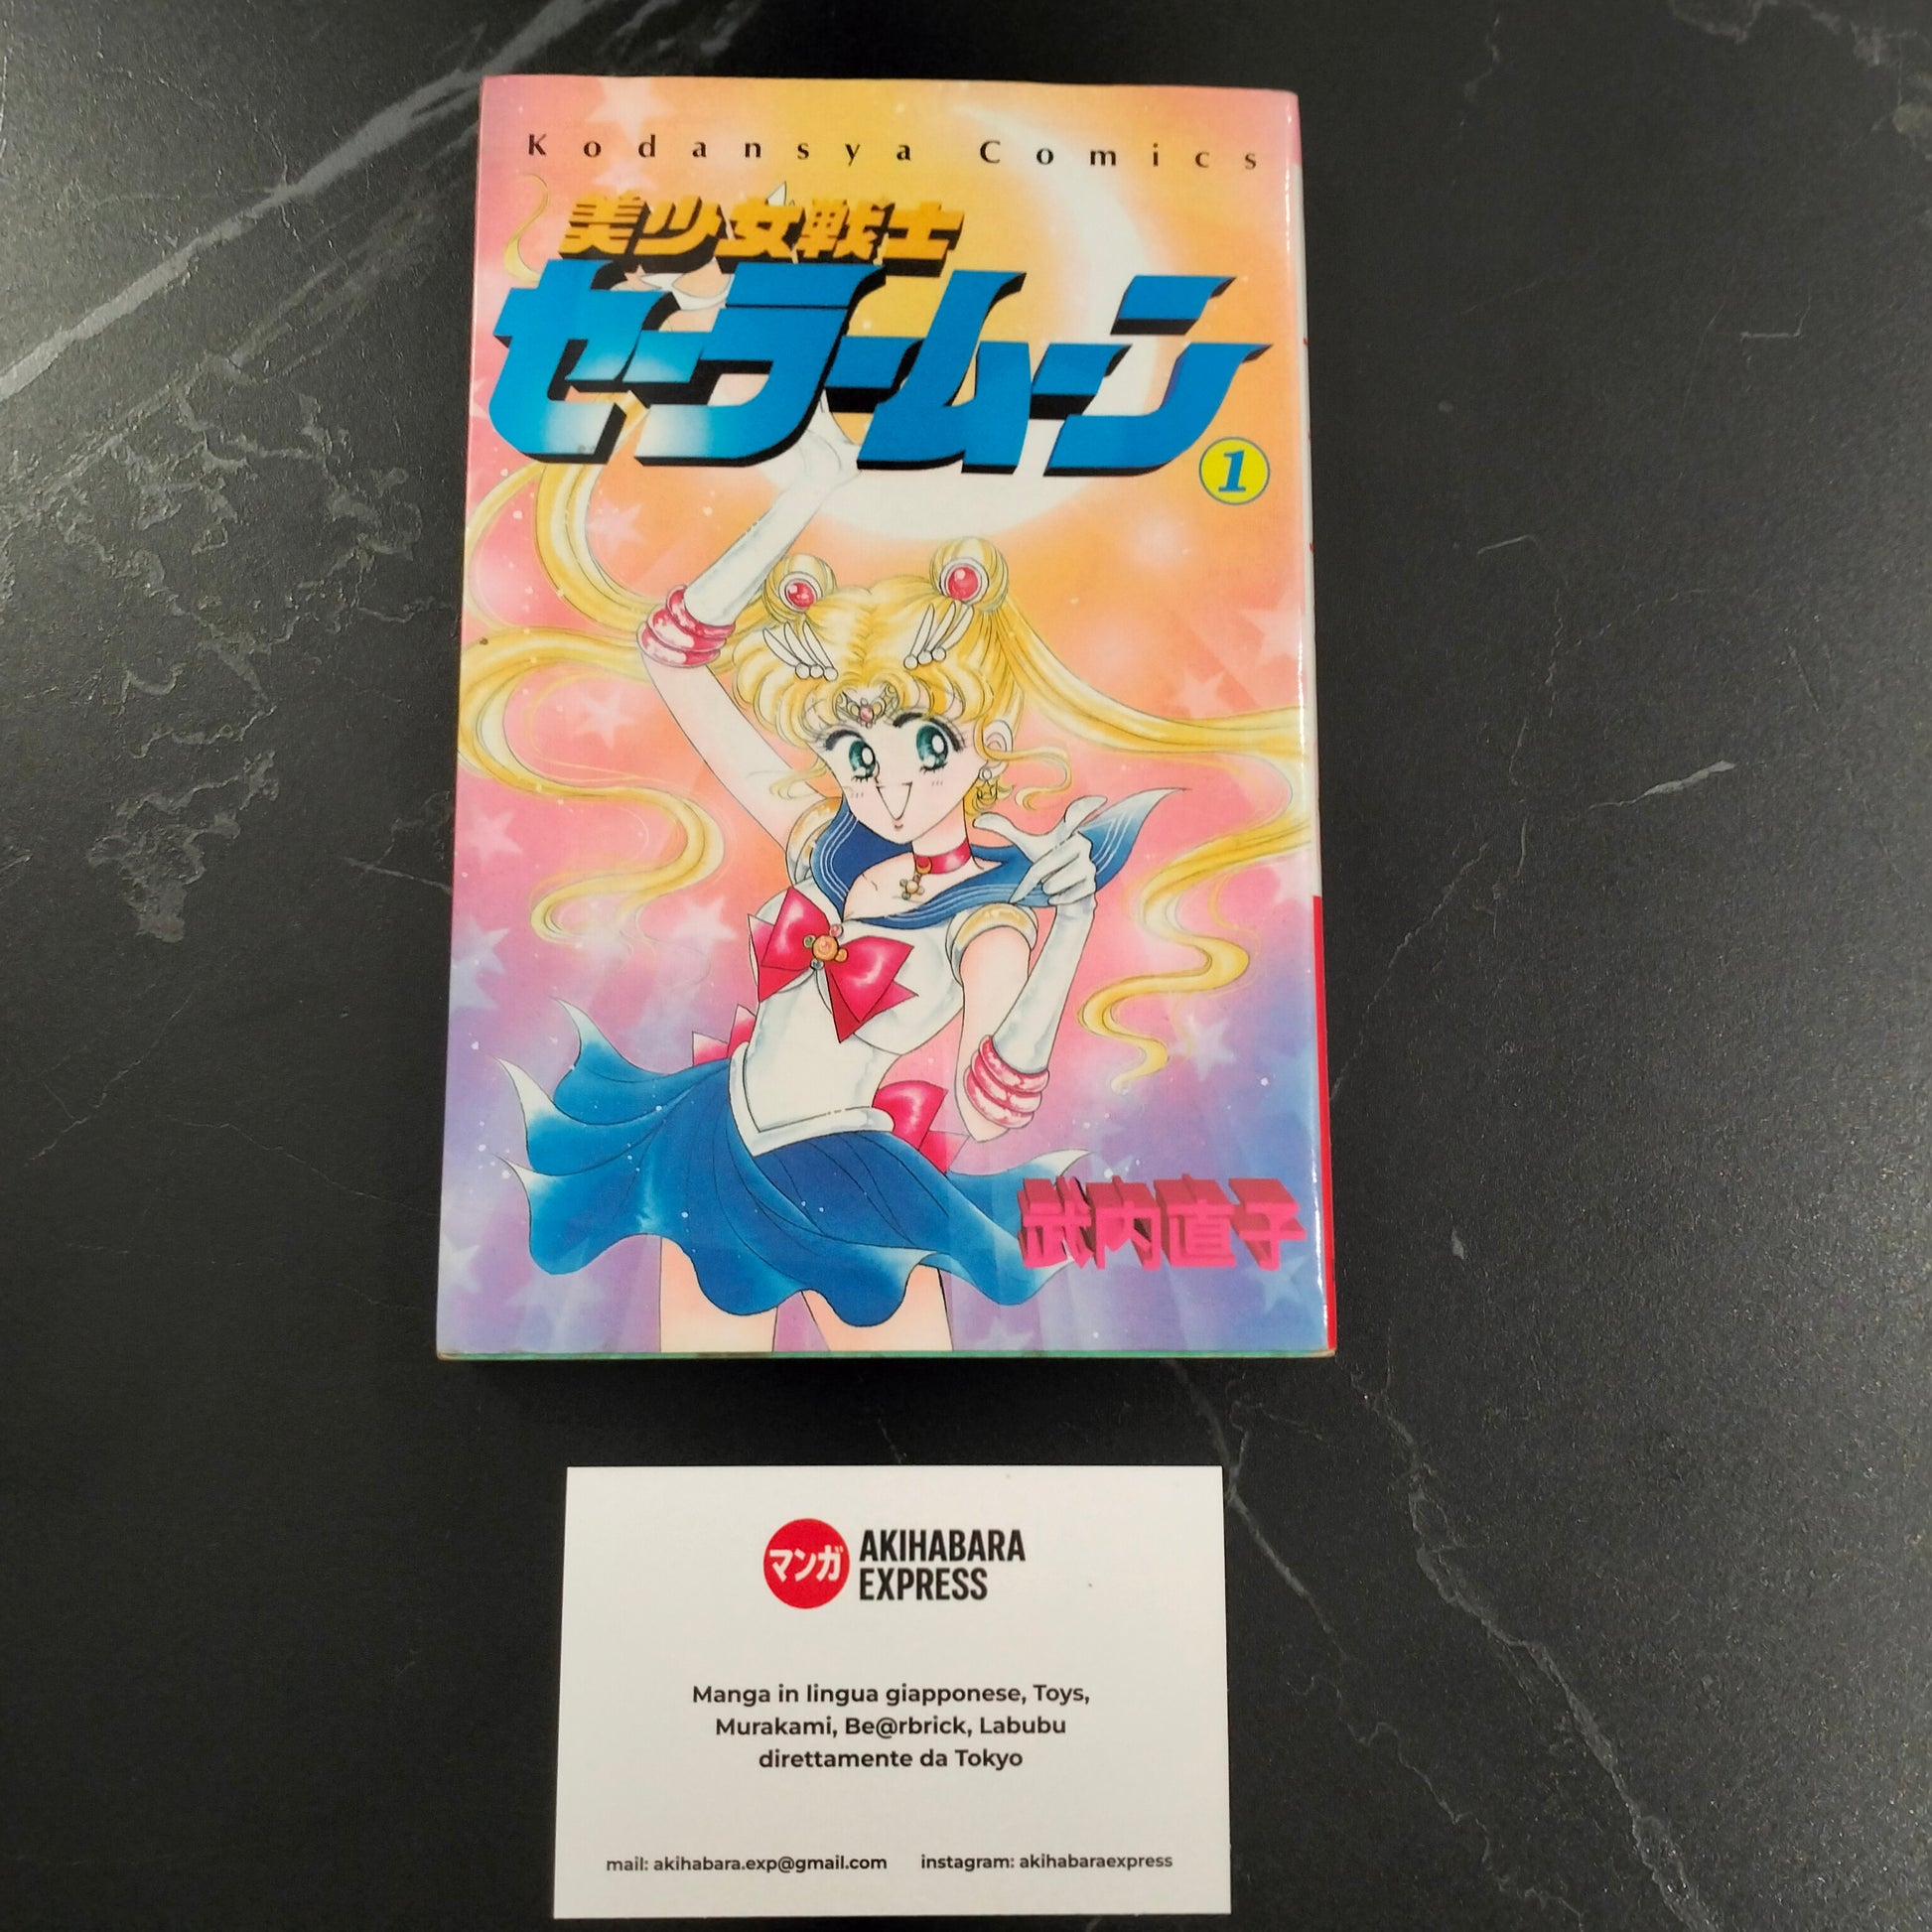 Kodansya Comics
美少女戦士
セーラームーン
1
武内直子
マンガ
AKIHABARA
EXPRESS
Manga in lingua giapponese, Toys,
Murakami, Be@rbrick, Labubu
direttamente da Tokyo
mail: akihabara.exp@gmail.com instagram: akihabaraexpress